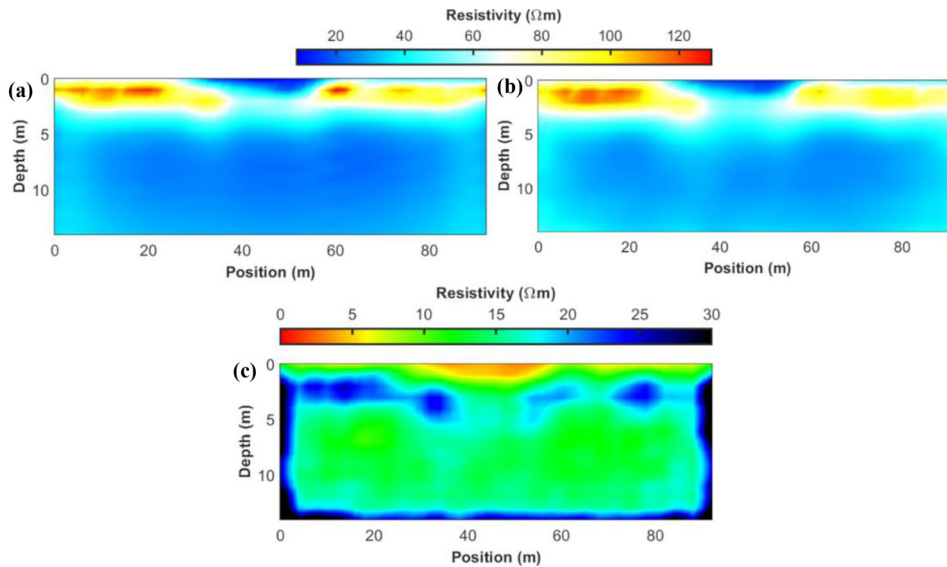 Resistivity (Ωm)
20 40 60 80 100 120
(a)
0
5
10
Depth (m)
0 20 40 60 80
Position (m)
(b)
0
5
10
Depth (m)
0 20 40 60 80
Position (m)
Resistivity (Ωm)
0 5 10 15 20 25 30
(c)
0
5
10
Depth (m)
0 20 40 60 80
Position (m)